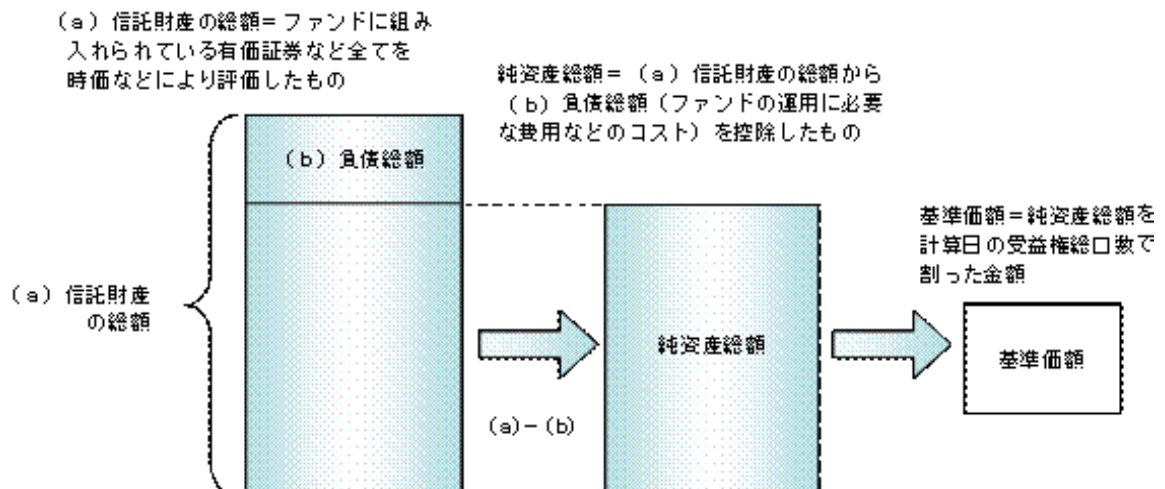 (a) 信託財産の総額=ファンドに組み
入れられている有価証券など全てを
時価などにより評価したもの
純資産総額= (a) 信託財産の総額から
(b) 負債総額(ファンドの運用に必要
な費用などのコスト)を控除したもの
(b) 負債総額
基準価額=純資産総額を
計算日の受益権総口数で
割った金額
(a) 信託財産
の総額
純資産総額
基準価額
(a)-(b)